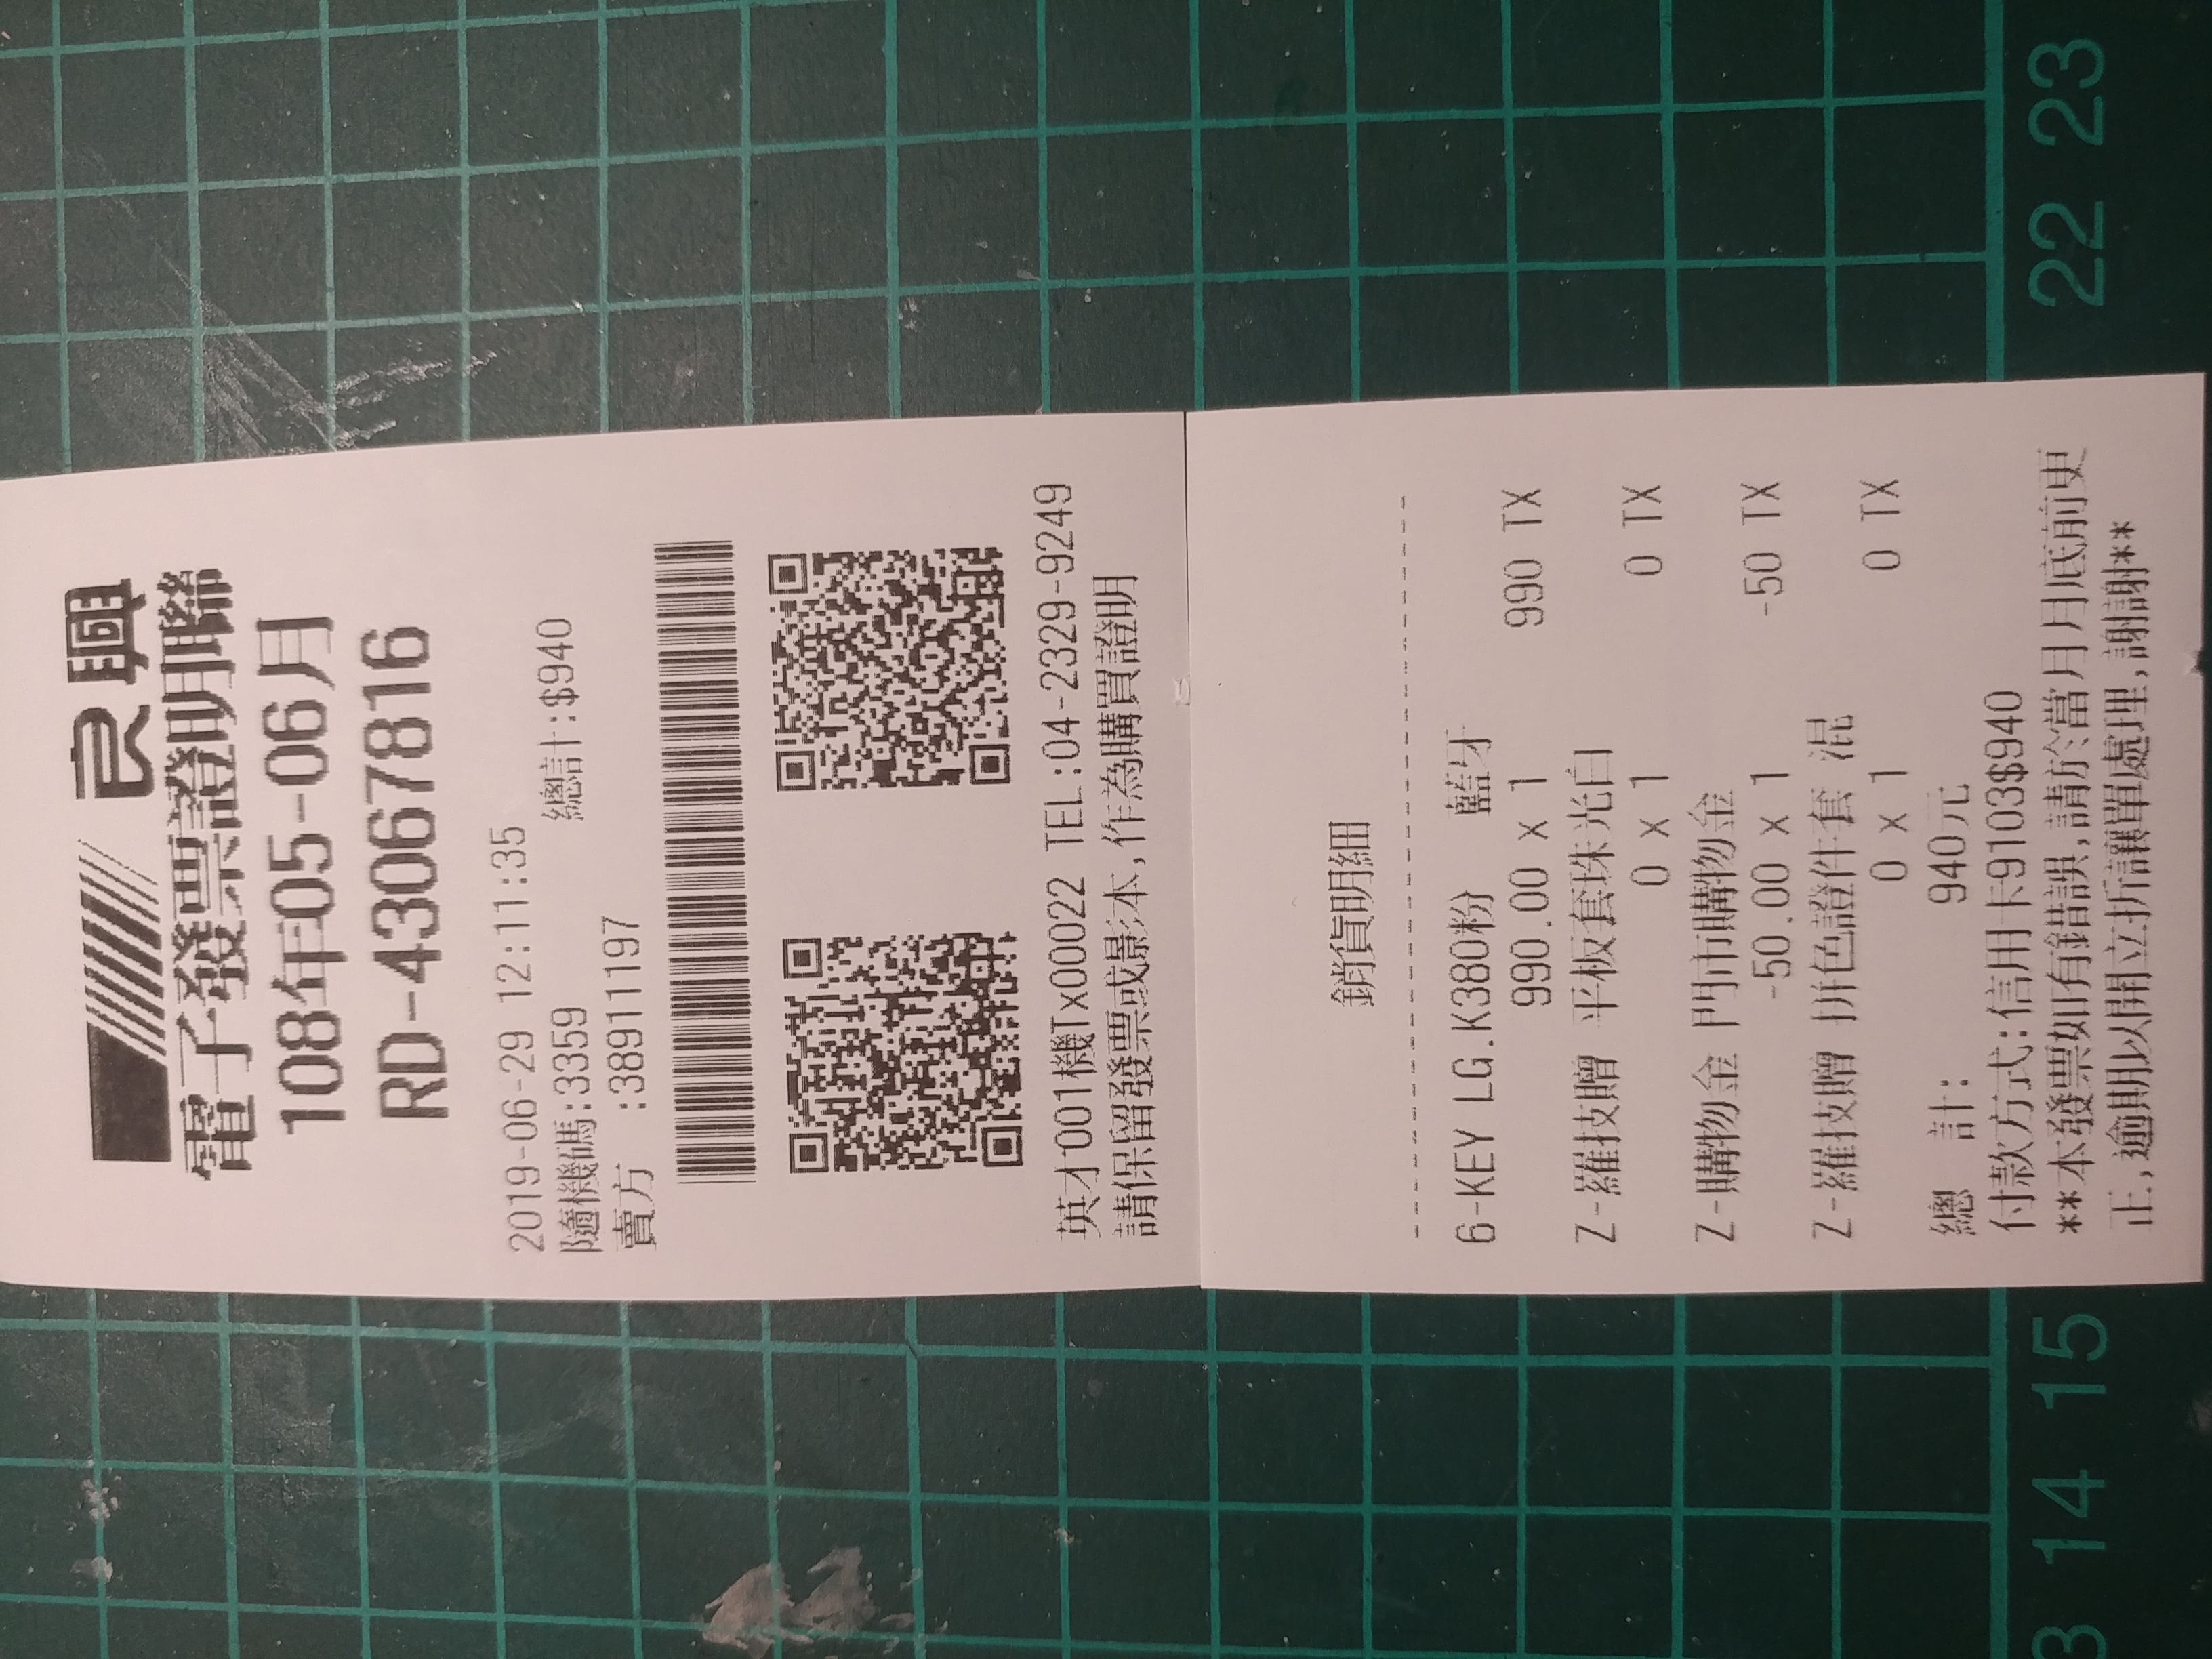 良興
電子發票證明聯
108年05-06月
RD-43067816
2019-06-29 12:11:35
隨機碼:3359 總計:$940
賣方 :38911197
英才001機Tx00022 TEL:04-2329-9249
請保留發票或影本,作為購買證明
銷貨明細
6-KEY LG.K380粉 藍牙
990.00 x 1 990 TX
Z-羅技贈 平板套珠光白
0 x 1 0 TX
Z-購物金 門市購物金
-50.00 x 1 -50 TX
Z-羅技贈 拼色證件套 混
0 x 1 0 TX
總 計: 940元
付款方式:信用卡9103$940
**本發票如有錯誤,請於當月月底前更
正,逾期以開立折讓單處理,謝謝**
3 14 15 22 23